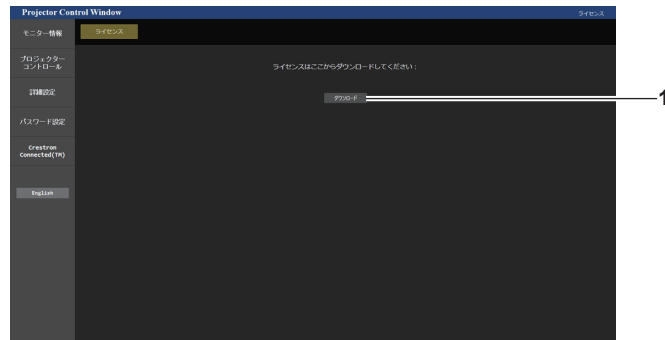 Projector Control Window
ライセンス
モニター情報
ライセンス
プロジェクター
コントロール
ライセンスはここからダウンロードしてください：
詳細設定
ダウンロード
1
パスワード設定
Crestron
Connected(TM)
English